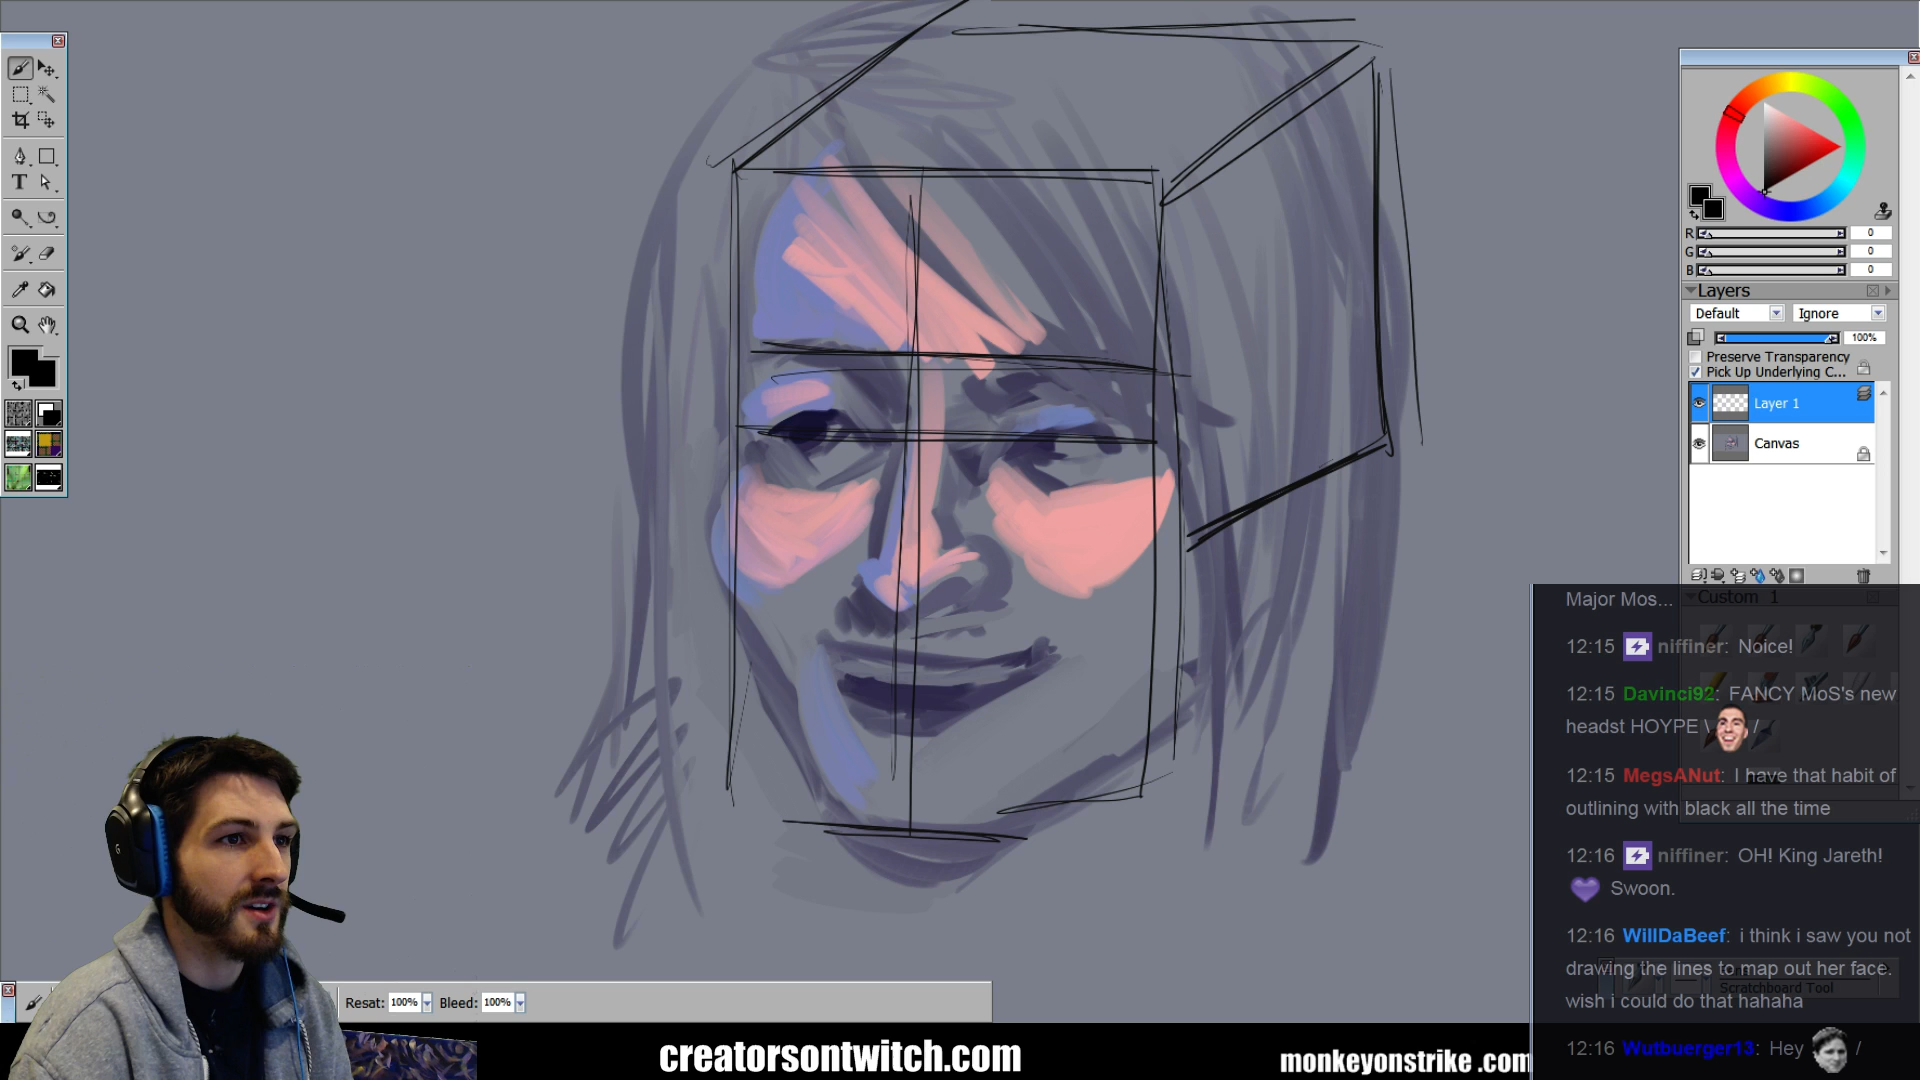 R 0
G 0
B 0
Layers
Default Ignore
100%
Preserve Transparency
Pick Up Underlying C...
Layer 1
Canvas
Custom 1
Major Mos...
12:15 niffiner: Noice!
12:15 Davinci92: FANCY MoS's new
headst HOYPE \ /
12:15 MegsANut: I have that habit of
outlining with black all the time
12:16 niffiner: OH! King Jareth!
Swoon.
12:16 WillDaBeef: i think i saw you not
drawing the lines to map out her face.
wish i could do that hahaha
Scratchboard Tool
12:16 Wutbuerger13: Hey /
Resat: 100% Bleed: 100%
creatorsontwitch.com
monkeyonstrike .com